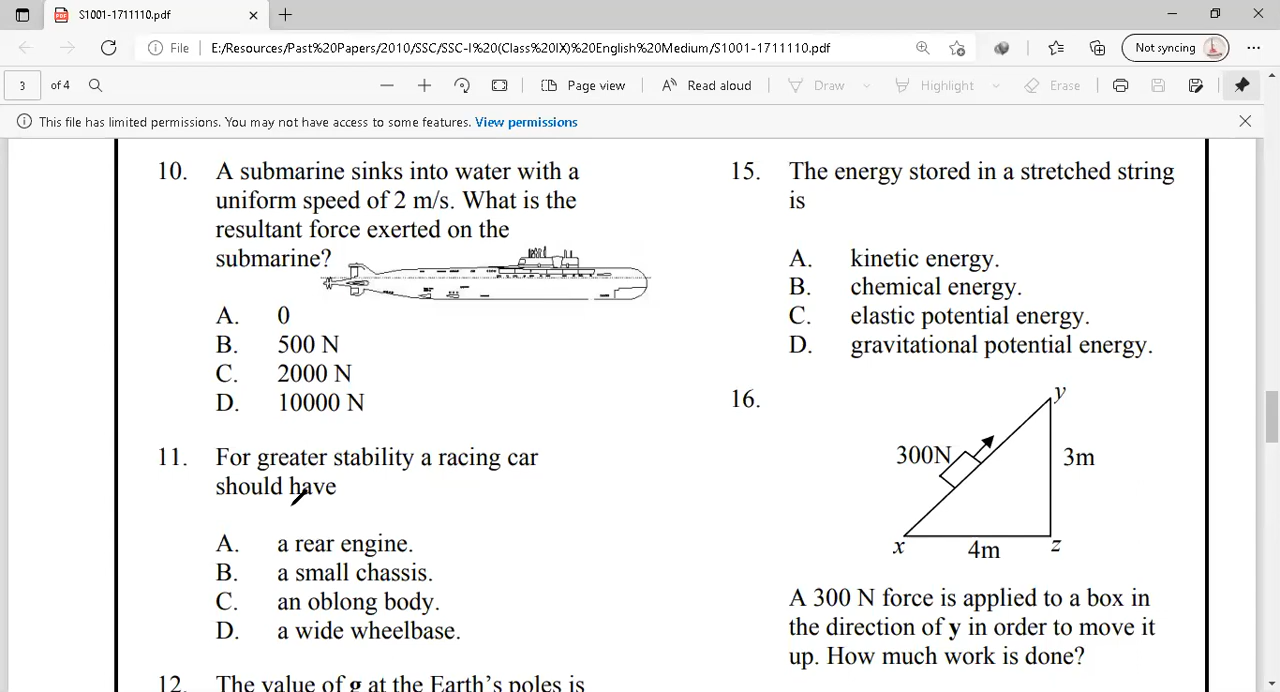 S1001-1711110.pdf
File
E:/Resources/Past%20Papers/2010/SSC/SSC-I%20(Class%20IX)%20English%20Medium/S1001-1711110.pdf
Not syncing
3
of 4
Page view
Read aloud
Draw
Highlight
Erase
This file has limited permissions. You may not have access to some features. View permissions
10. A submarine sinks into water with a
uniform speed of 2 m/s. What is the
resultant force exerted on the
submarine?
A. 0
B. 500 N
C. 2000 N
D. 10000 N
11. For greater stability a racing car
should have
A. a rear engine.
B. a small chassis.
C. an oblong body.
D. a wide wheelbase.
12. The value of g at the Earth's poles is
15. The energy stored in a stretched string
is
A. kinetic energy.
B. chemical energy.
C. elastic potential energy.
D. gravitational potential energy.
16.
y
300N
3m
x
4m
z
A 300 N force is applied to a box in
the direction of y in order to move it
up. How much work is done?